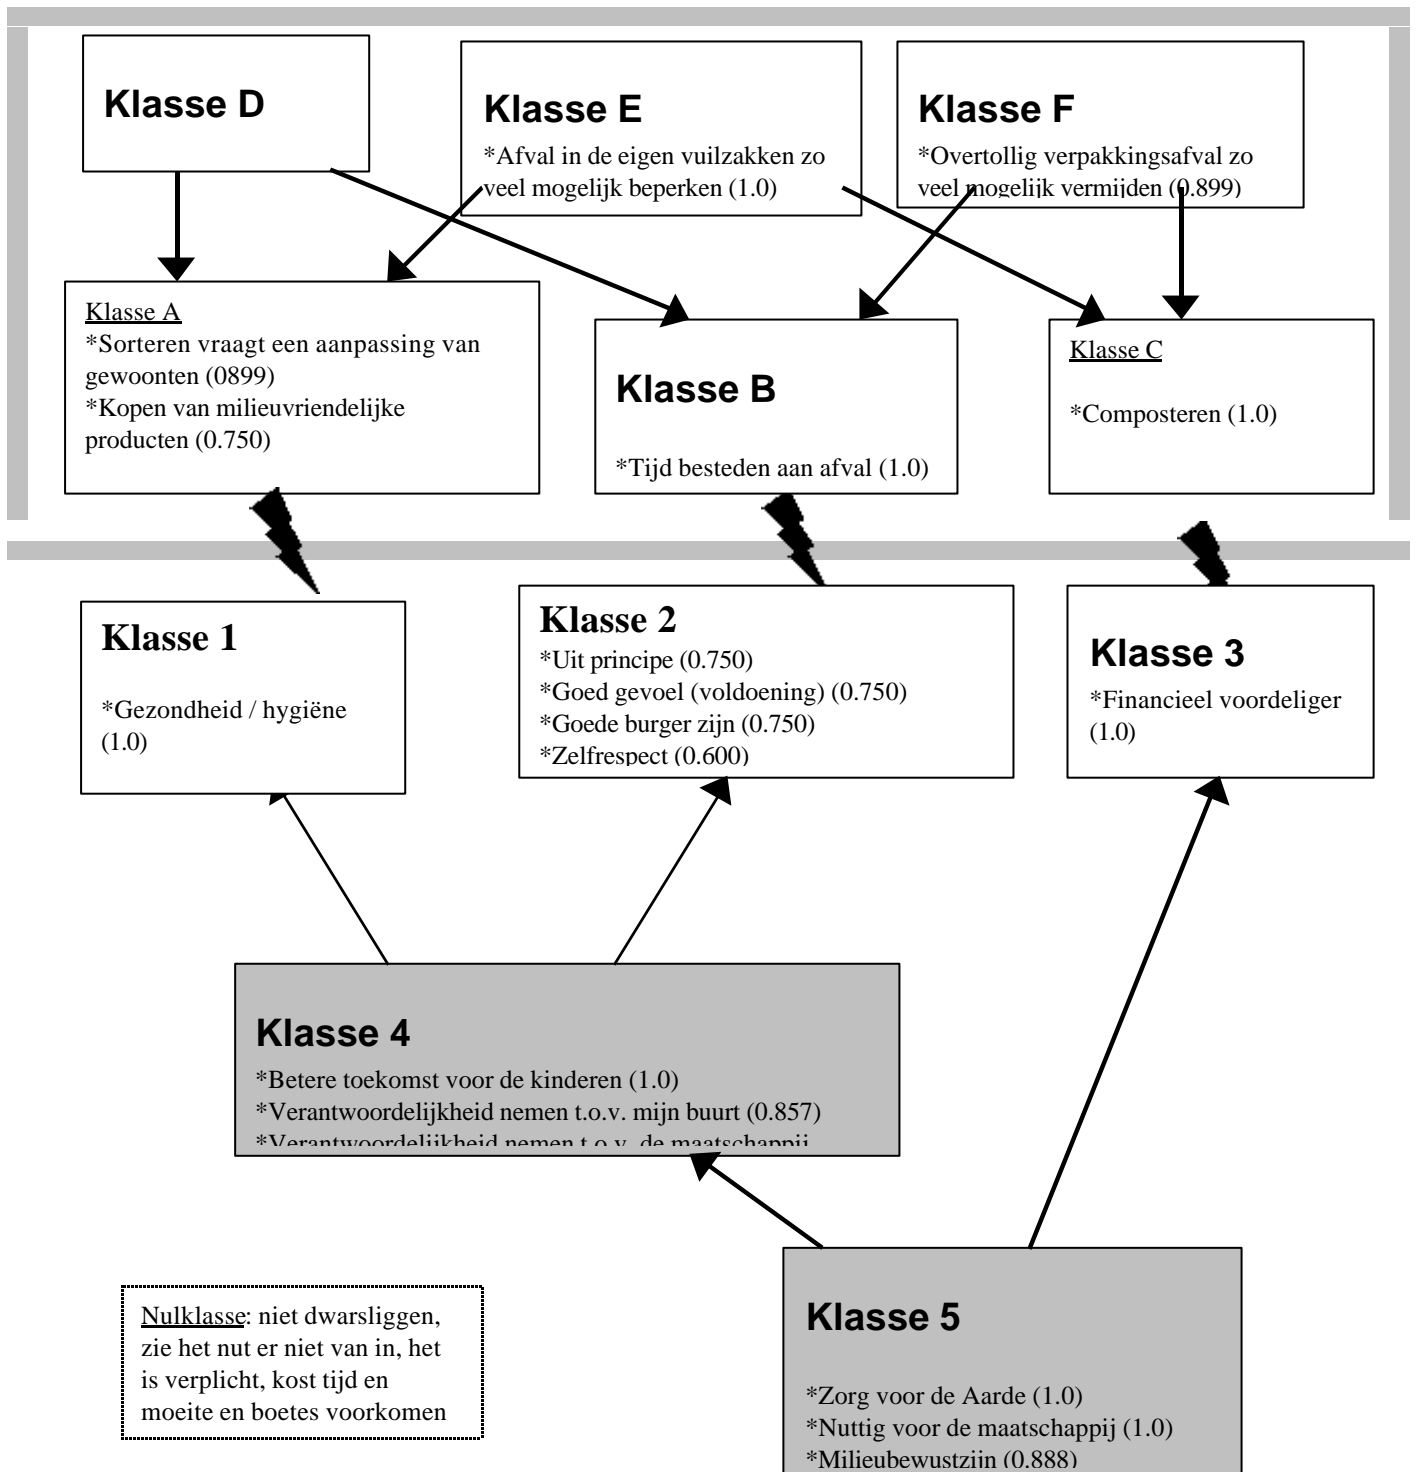 Klasse D
Klasse E
*Afval in de eigen vuilzakken zo
veel mogelijk beperken (1.0)
Klasse F
*Overtollig verpakkingsafval zo
veel mogelijk vermijden (0.899)
Klasse A
*Sorteren vraagt een aanpassing van
gewoonten (0899)
*Kopen van milieuvriendelijke
producten (0.750)
Klasse B
*Tijd besteden aan afval (1.0)
Klasse C
*Composteren (1.0)
Klasse 1
*Gezondheid / hygiëne
(1.0)
Klasse 2
*Uit principe (0.750)
*Goed gevoel (voldoening) (0.750)
*Goede burger zijn (0.750)
*Zelfrespect (0.600)
Klasse 3
*Financieel voordeliger
(1.0)
Klasse 4
*Betere toekomst voor de kinderen (1.0)
*Verantwoordelijkheid nemen t.o.v. mijn buurt (0.857)
*Verantwoordelijkheid nemen t.o.v. de maatschappij
Nulklasse: niet dwarsliggen,
zie het nut er niet van in, het
is verplicht, kost tijd en
moeite en boetes voorkomen
Klasse 5
*Zorg voor de Aarde (1.0)
*Nuttig voor de maatschappij (1.0)
*Milieubewustzijn (0.888)